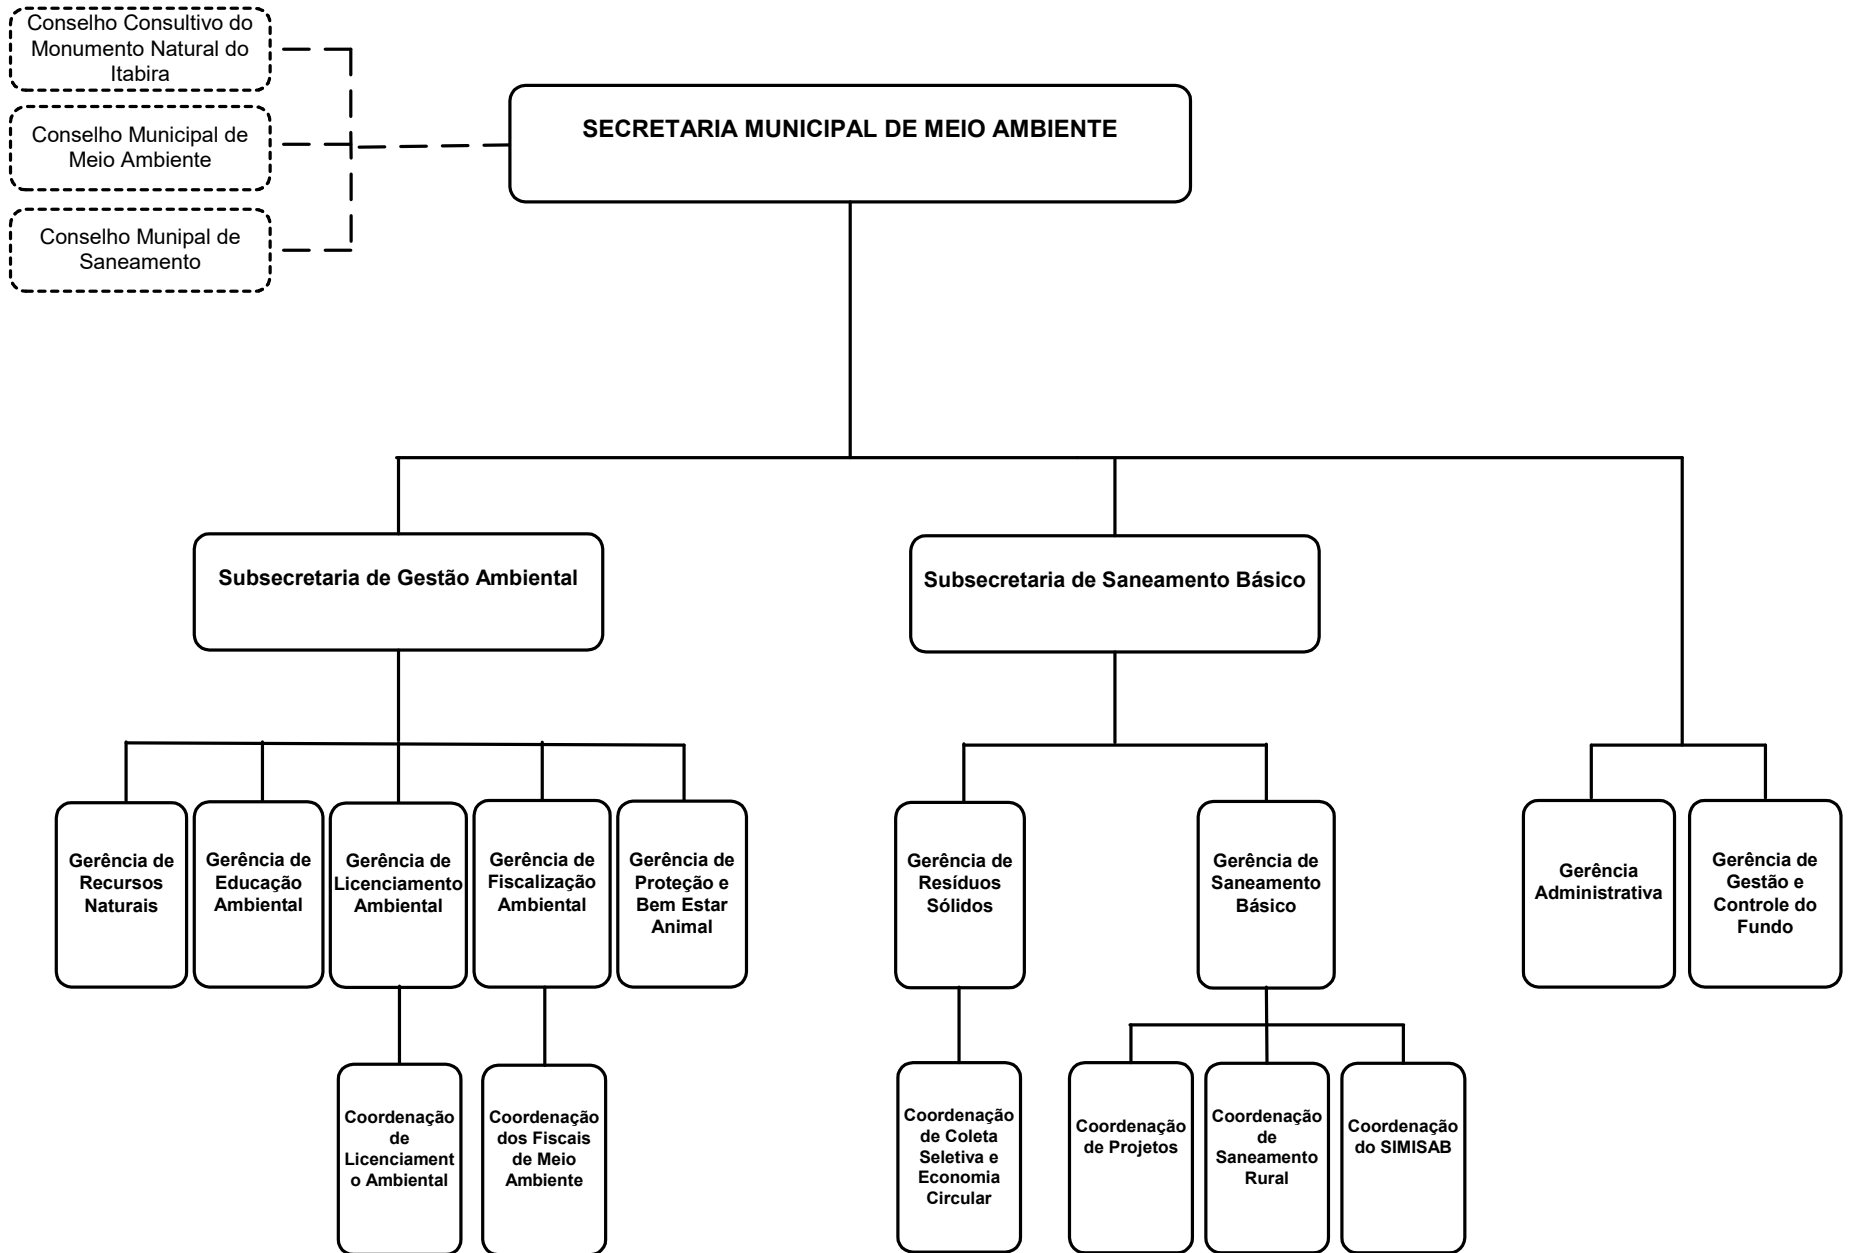 Conselho Consultivo do
Monumento Natural do
Itabira
Conselho Municipal de
Meio Ambiente
Conselho Munipal de
Saneamento
SECRETARIA MUNICIPAL DE MEIO AMBIENTE
Subsecretaria de Gestão Ambiental
Subsecretaria de Saneamento Básico
Gerência de
Recursos
Naturais
Gerência de
Educação
Ambiental
Gerência de
Licenciamento
Ambiental
Gerência de
Fiscalização
Ambiental
Gerência de
Proteção e
Bem Estar
Animal
Gerência de
Resíduos
Sólidos
Gerência de
Saneamento
Básico
Gerência
Administrativa
Gerência de
Gestão e
Controle do
Fundo
Coordenação
de
Licenciament
o Ambiental
Coordenação
dos Fiscais
de Meio
Ambiente
Coordenação
de Coleta
Seletiva e
Economia
Circular
Coordenação
de Projetos
Coordenação
de
Saneamento
Rural
Coordenação
do SIMISAB